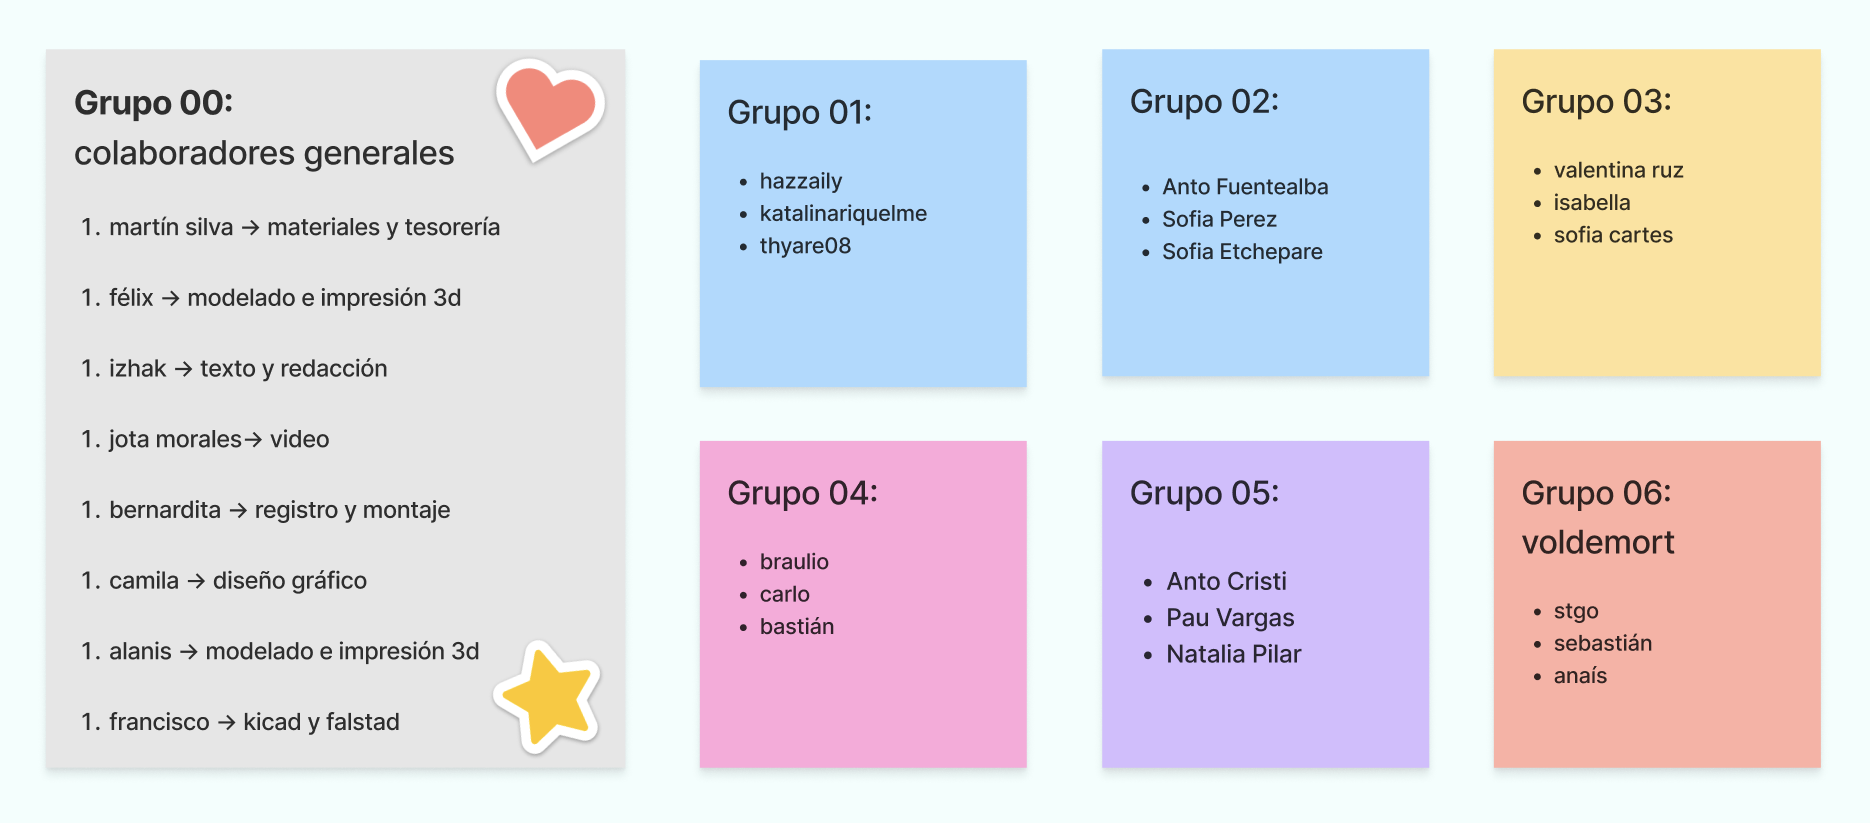 Grupo 00:
colaboradores generales
1. martín silva → materiales y tesorería
1. félix → modelado e impresión 3d
1. izhak → texto y redacción
1. jota morales→ video
1. bernardita → registro y montaje
1. camila → diseño gráfico
1. alanis → modelado e impresión 3d
1. francisco → kicad y falstad
Grupo 01:
• hazzaily
• katalinariquelme
• thyare08
Grupo 02:
• Anto Fuentealba
• Sofia Perez
• Sofia Etchepare
Grupo 03:
• valentina ruz
• isabella
• sofia cartes
Grupo 04:
• braulio
• carlo
• bastián
Grupo 05:
• Anto Cristi
• Pau Vargas
• Natalia Pilar
Grupo 06:
voldemort
• stgo
• sebastián
• anaís